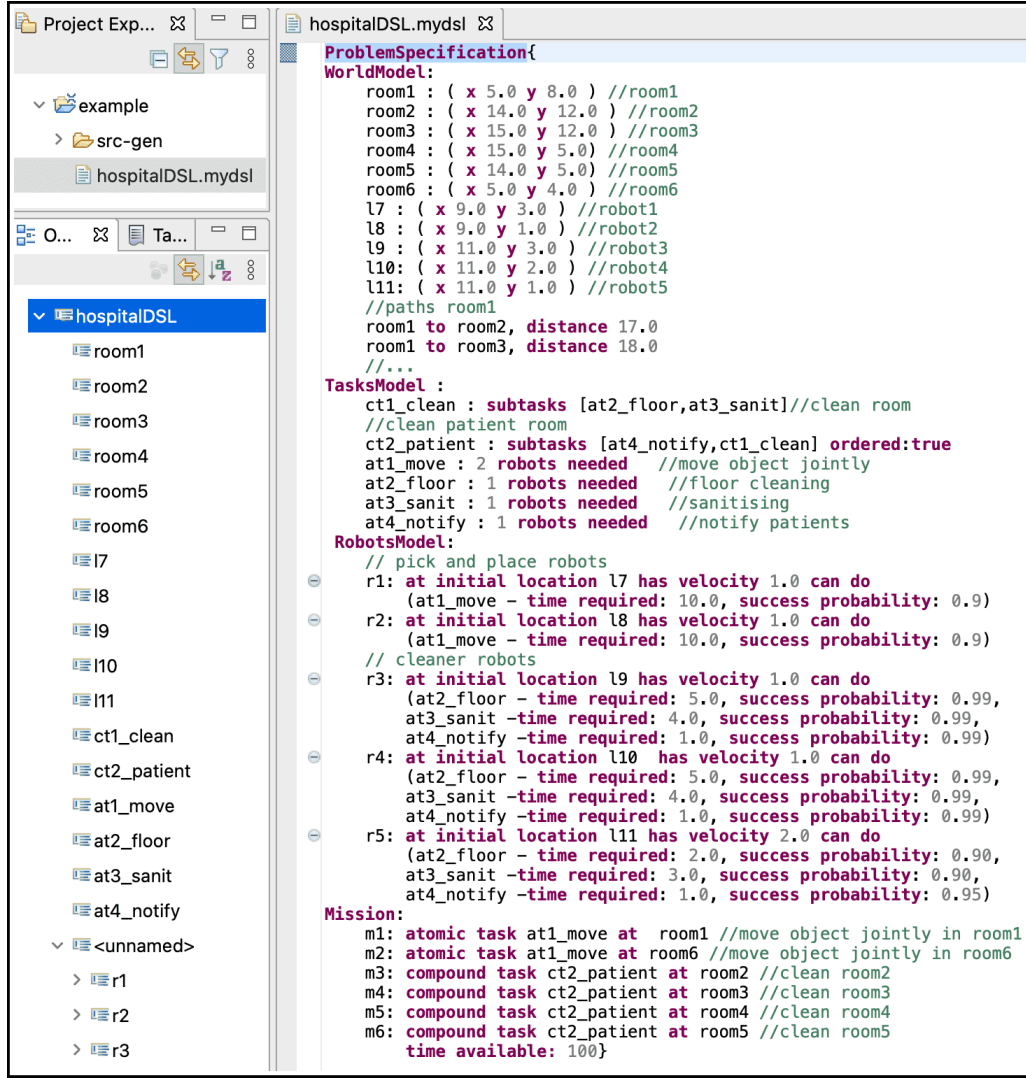 Project Exp...
example
src-gen
hospitalDSL.mydsl
O...
Ta...
hospitalDSL
room1
room2
room3
room4
room5
room6
l7
l8
l9
l10
l11
ct1_clean
ct2_patient
at1_move
at2_floor
at3_sanit
at4_notify
<unnamed>
r1
r2
r3
hospitalDSL.mydsl
ProblemSpecification{
WorldModel:
room1 : ( x 5.0 y 8.0 ) //room1
room2 : ( x 14.0 y 12.0 ) //room2
room3 : ( x 15.0 y 12.0 ) //room3
room4 : ( x 15.0 y 5.0) //room4
room5 : ( x 14.0 y 5.0) //room5
room6 : ( x 5.0 y 4.0 ) //room6
l7 : ( x 9.0 y 3.0 ) //robot1
l8 : ( x 9.0 y 1.0 ) //robot2
l9 : ( x 11.0 y 3.0 ) //robot3
l10: ( x 11.0 y 2.0 ) //robot4
l11: ( x 11.0 y 1.0 ) //robot5
//paths room1
room1 to room2, distance 17.0
room1 to room3, distance 18.0
//...
TasksModel :
ct1_clean : subtasks [at2_floor,at3_sanit]//clean room
//clean patient room
ct2_patient : subtasks [at4_notify,ct1_clean] ordered:true
at1_move : 2 robots needed //move object jointly
at2_floor : 1 robots needed //floor cleaning
at3_sanit : 1 robots needed //sanitising
at4_notify : 1 robots needed //notify patients
RobotsModel:
// pick and place robots
r1: at initial location l7 has velocity 1.0 can do
(at1_move - time required: 10.0, success probability: 0.9)
r2: at initial location l8 has velocity 1.0 can do
(at1_move - time required: 10.0, success probability: 0.9)
// cleaner robots
r3: at initial location l9 has velocity 1.0 can do
(at2_floor - time required: 5.0, success probability: 0.99,
at3_sanit -time required: 4.0, success probability: 0.99,
at4_notify -time required: 1.0, success probability: 0.99)
r4: at initial location l10 has velocity 1.0 can do
(at2_floor - time required: 5.0, success probability: 0.99,
at3_sanit -time required: 4.0, success probability: 0.99,
at4_notify -time required: 1.0, success probability: 0.99)
r5: at initial location l11 has velocity 2.0 can do
(at2_floor - time required: 2.0, success probability: 0.90,
at3_sanit -time required: 3.0, success probability: 0.90,
at4_notify -time required: 1.0, success probability: 0.95)
Mission:
m1: atomic task at1_move at room1 //move object jointly in room1
m2: atomic task at1_move at room6 //move object jointly in room6
m3: compound task ct2_patient at room2 //clean room2
m4: compound task ct2_patient at room3 //clean room3
m5: compound task ct2_patient at room4 //clean room4
m6: compound task ct2_patient at room5 //clean room5
time available: 100}